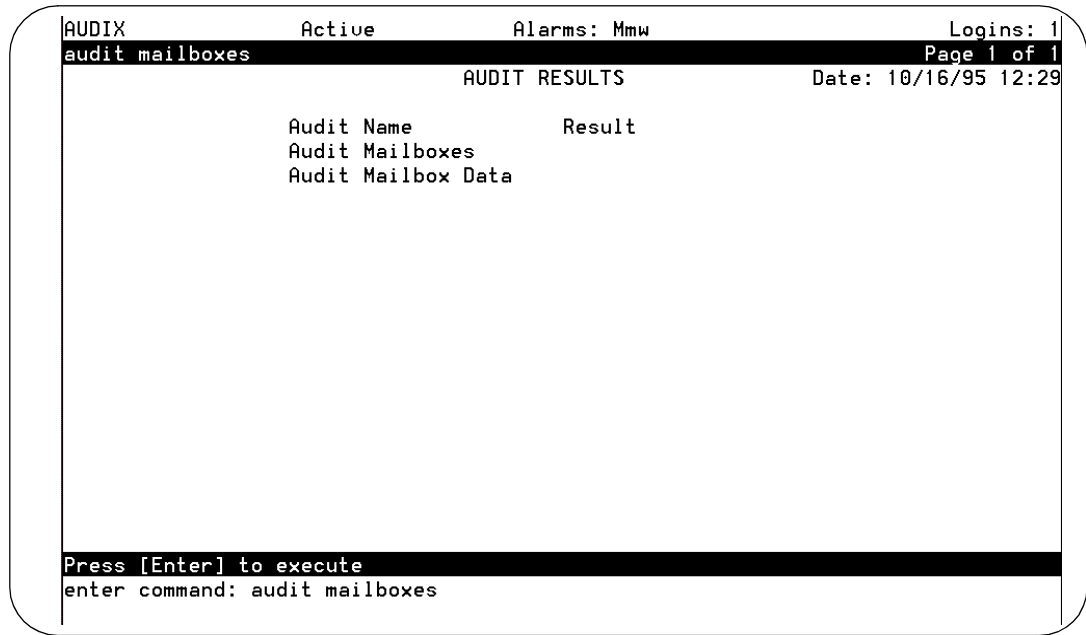 AUDIX Active Alarms: Mmw Logins: 1
audit mailboxes Page 1 of 1
AUDIT RESULTS Date: 10/16/95 12:29
Audit Name Result
Audit Mailboxes
Audit Mailbox Data
Press [Enter] to execute
enter command: audit mailboxes